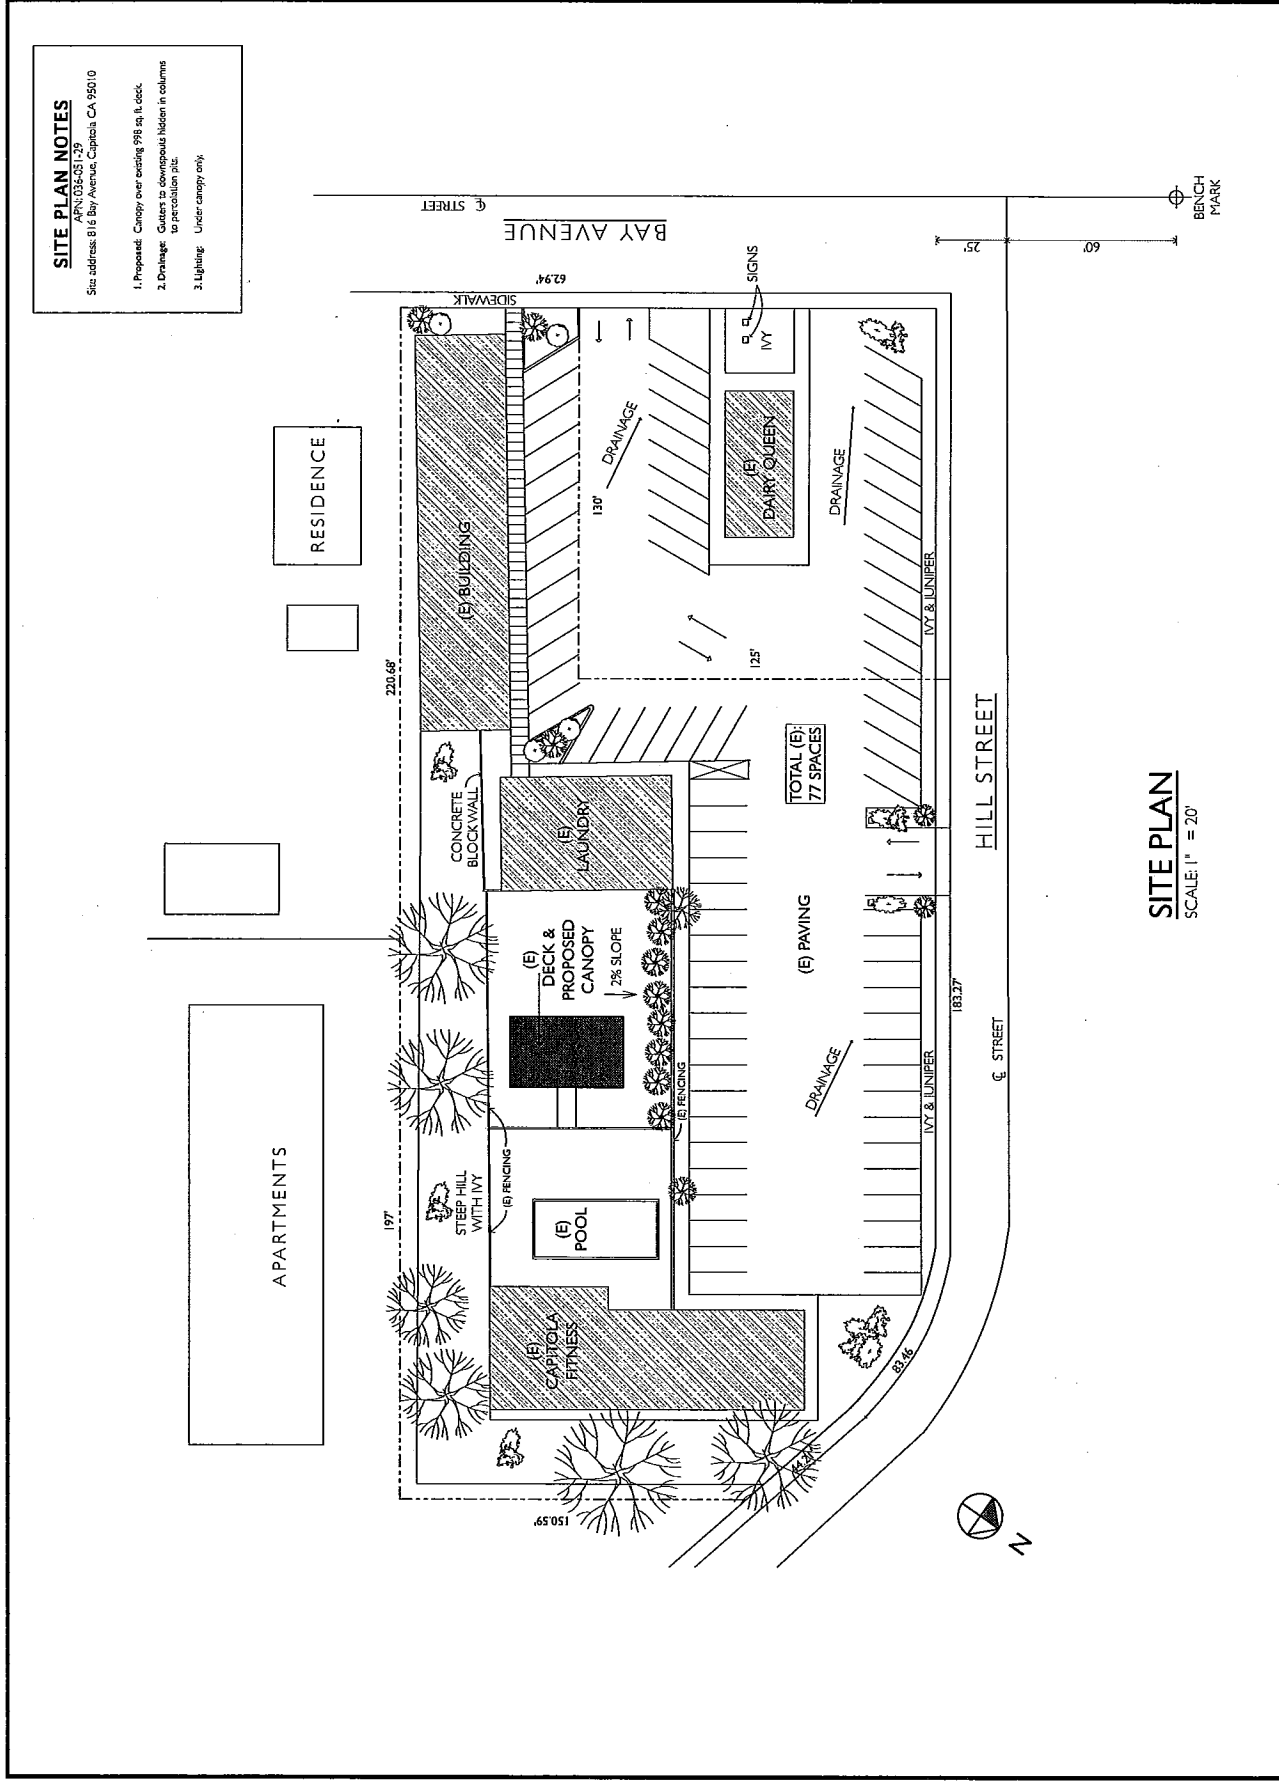 SITE PLAN NOTES
APN: 036-051-29
Site address: 816 Bay Avenue, Capitola CA 95010
1. Proposed: Canopy over existing 998 sq. ft. deck.
2. Drainage: Gutters to downspouts hidden in columns
to percolation pits.
3. Lighting: Under canopy only.
RESIDENCE
APARTMENTS
220.68'
197'
150.59'
62.94'
SIDEWALK
BAY AVENUE
℄ STREET
(E) BUILDING
CONCRETE
BLOCK WALL
(E)
LAUNDRY
(E)
DECK &
PROPOSED
CANOPY
2% SLOPE
STEEP HILL
WITH IVY
(E) FENCING
(E) FENCING
(E)
POOL
(E)
CAPITOLA
FITNESS
DRAINAGE
130'
125'
SIGNS
IVY
(E)
DAIRY QUEEN
DRAINAGE
TOTAL (E):
77 SPACES
(E) PAVING
DRAINAGE
IVY & JUNIPER
IVY & JUNIPER
183.27'
83.46
HILL STREET
℄ STREET
25'
60'
BENCH
MARK
N
SITE PLAN
SCALE: 1" = 20'